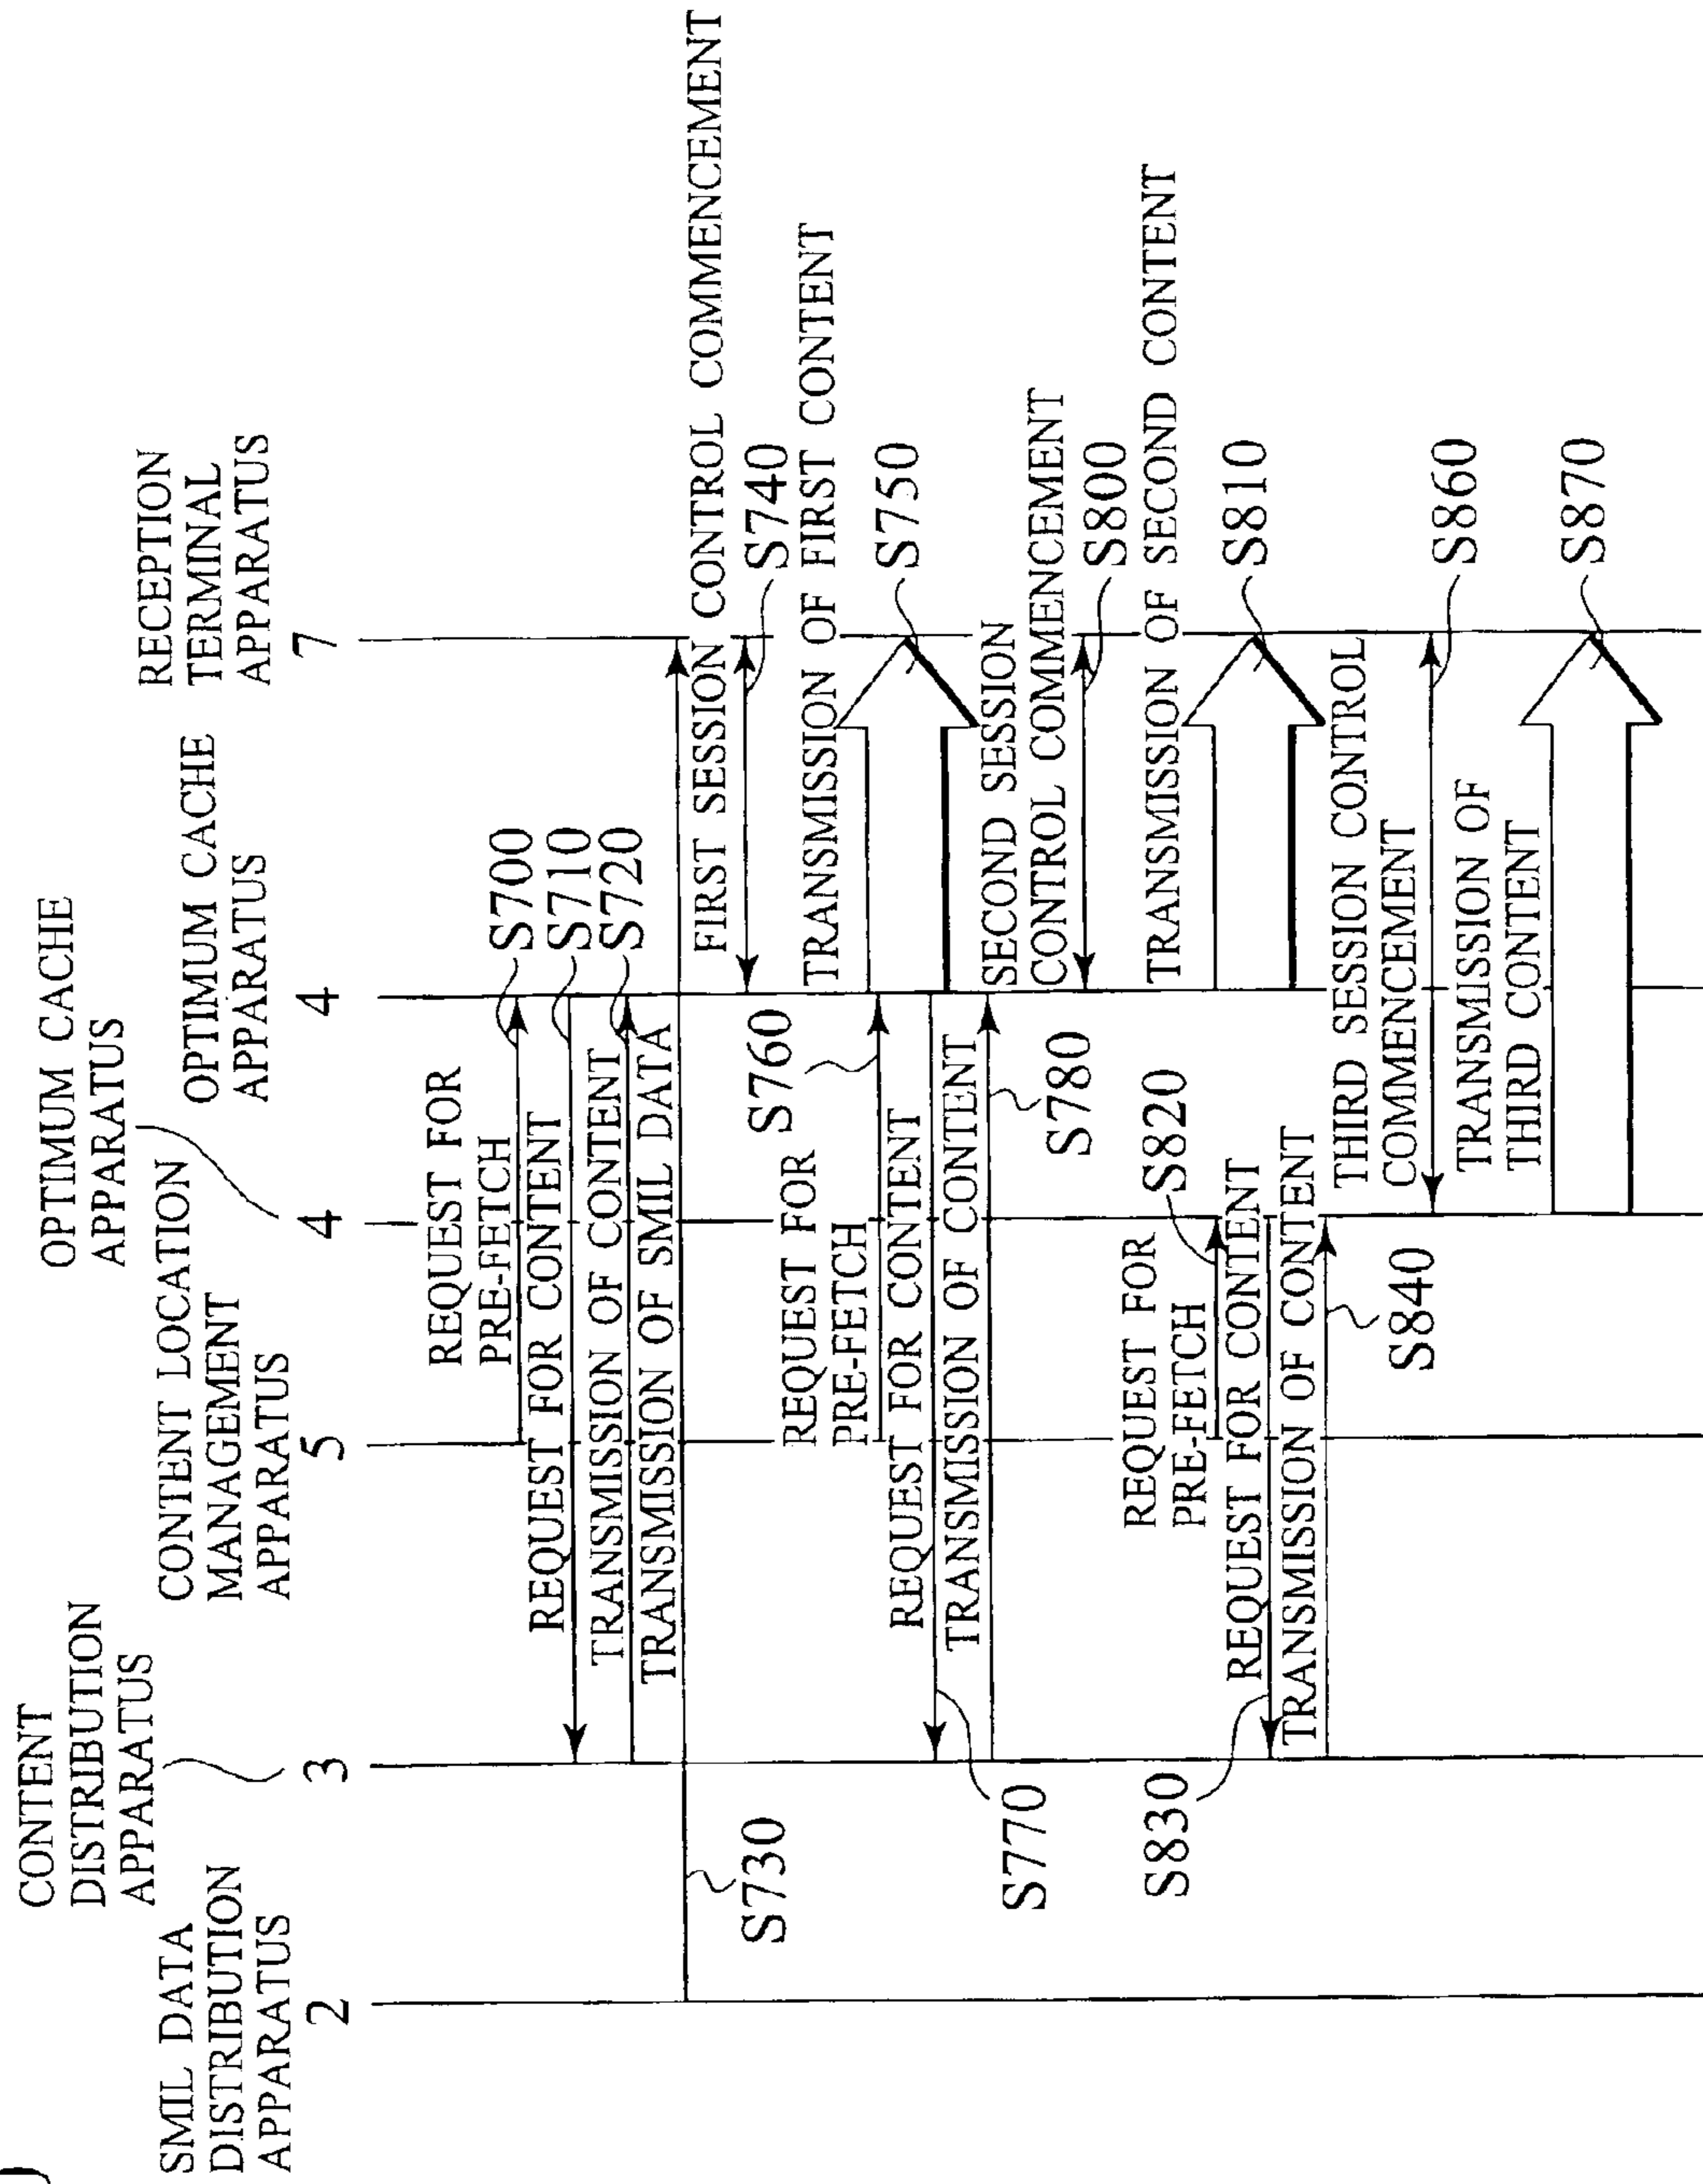 SMIL DATA
DISTRIBUTION
APPARATUS
2
CONTENT
DISTRIBUTION
APPARATUS
3
CONTENT LOCATION
MANAGEMENT
APPARATUS
5
OPTIMUM CACHE
APPARATUS
4
OPTIMUM CACHE
APPARATUS
4
RECEPTION
TERMINAL
APPARATUS
7
REQUEST FOR
PRE-FETCH
S700
REQUEST FOR CONTENT
S710
TRANSMISSION OF CONTENT
S720
TRANSMISSION OF SMIL DATA
S730
FIRST SESSION CONTROL COMMENCEMENT
S740
TRANSMISSION OF FIRST CONTENT
S750
REQUEST FOR
PRE-FETCH
S760
REQUEST FOR CONTENT
S770
TRANSMISSION OF CONTENT
S780
SECOND SESSION
CONTROL COMMENCEMENT
S800
TRANSMISSION OF SECOND CONTENT
S810
REQUEST FOR
PRE-FETCH
S820
REQUEST FOR CONTENT
S830
TRANSMISSION OF CONTENT
S840
THIRD SESSION CONTROL
COMMENCEMENT
S860
TRANSMISSION OF
THIRD CONTENT
S870